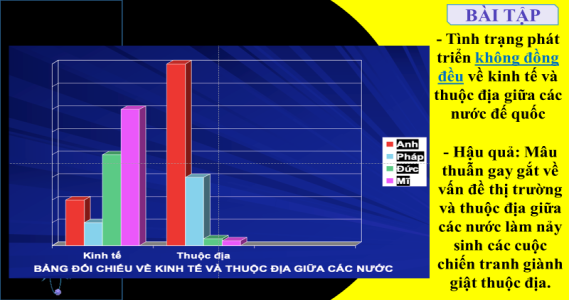 BÀI TẬP
- Tình trạng phát
triển không đồng
đều về kinh tế và
thuộc địa giữa các
nước đế quốc
- Hậu quả: Mâu
thuẫn gay gắt về
vấn đề thị trường
và thuộc địa giữa
các nước làm nảy
sinh các cuộc
chiến tranh giành
giật thuộc địa.
Anh
Pháp
Đức
Mĩ
Kinh tế
Thuộc địa
BẢNG ĐỐI CHIẾU VỀ KINH TẾ VÀ THUỘC ĐỊA GIỮA CÁC NƯỚC